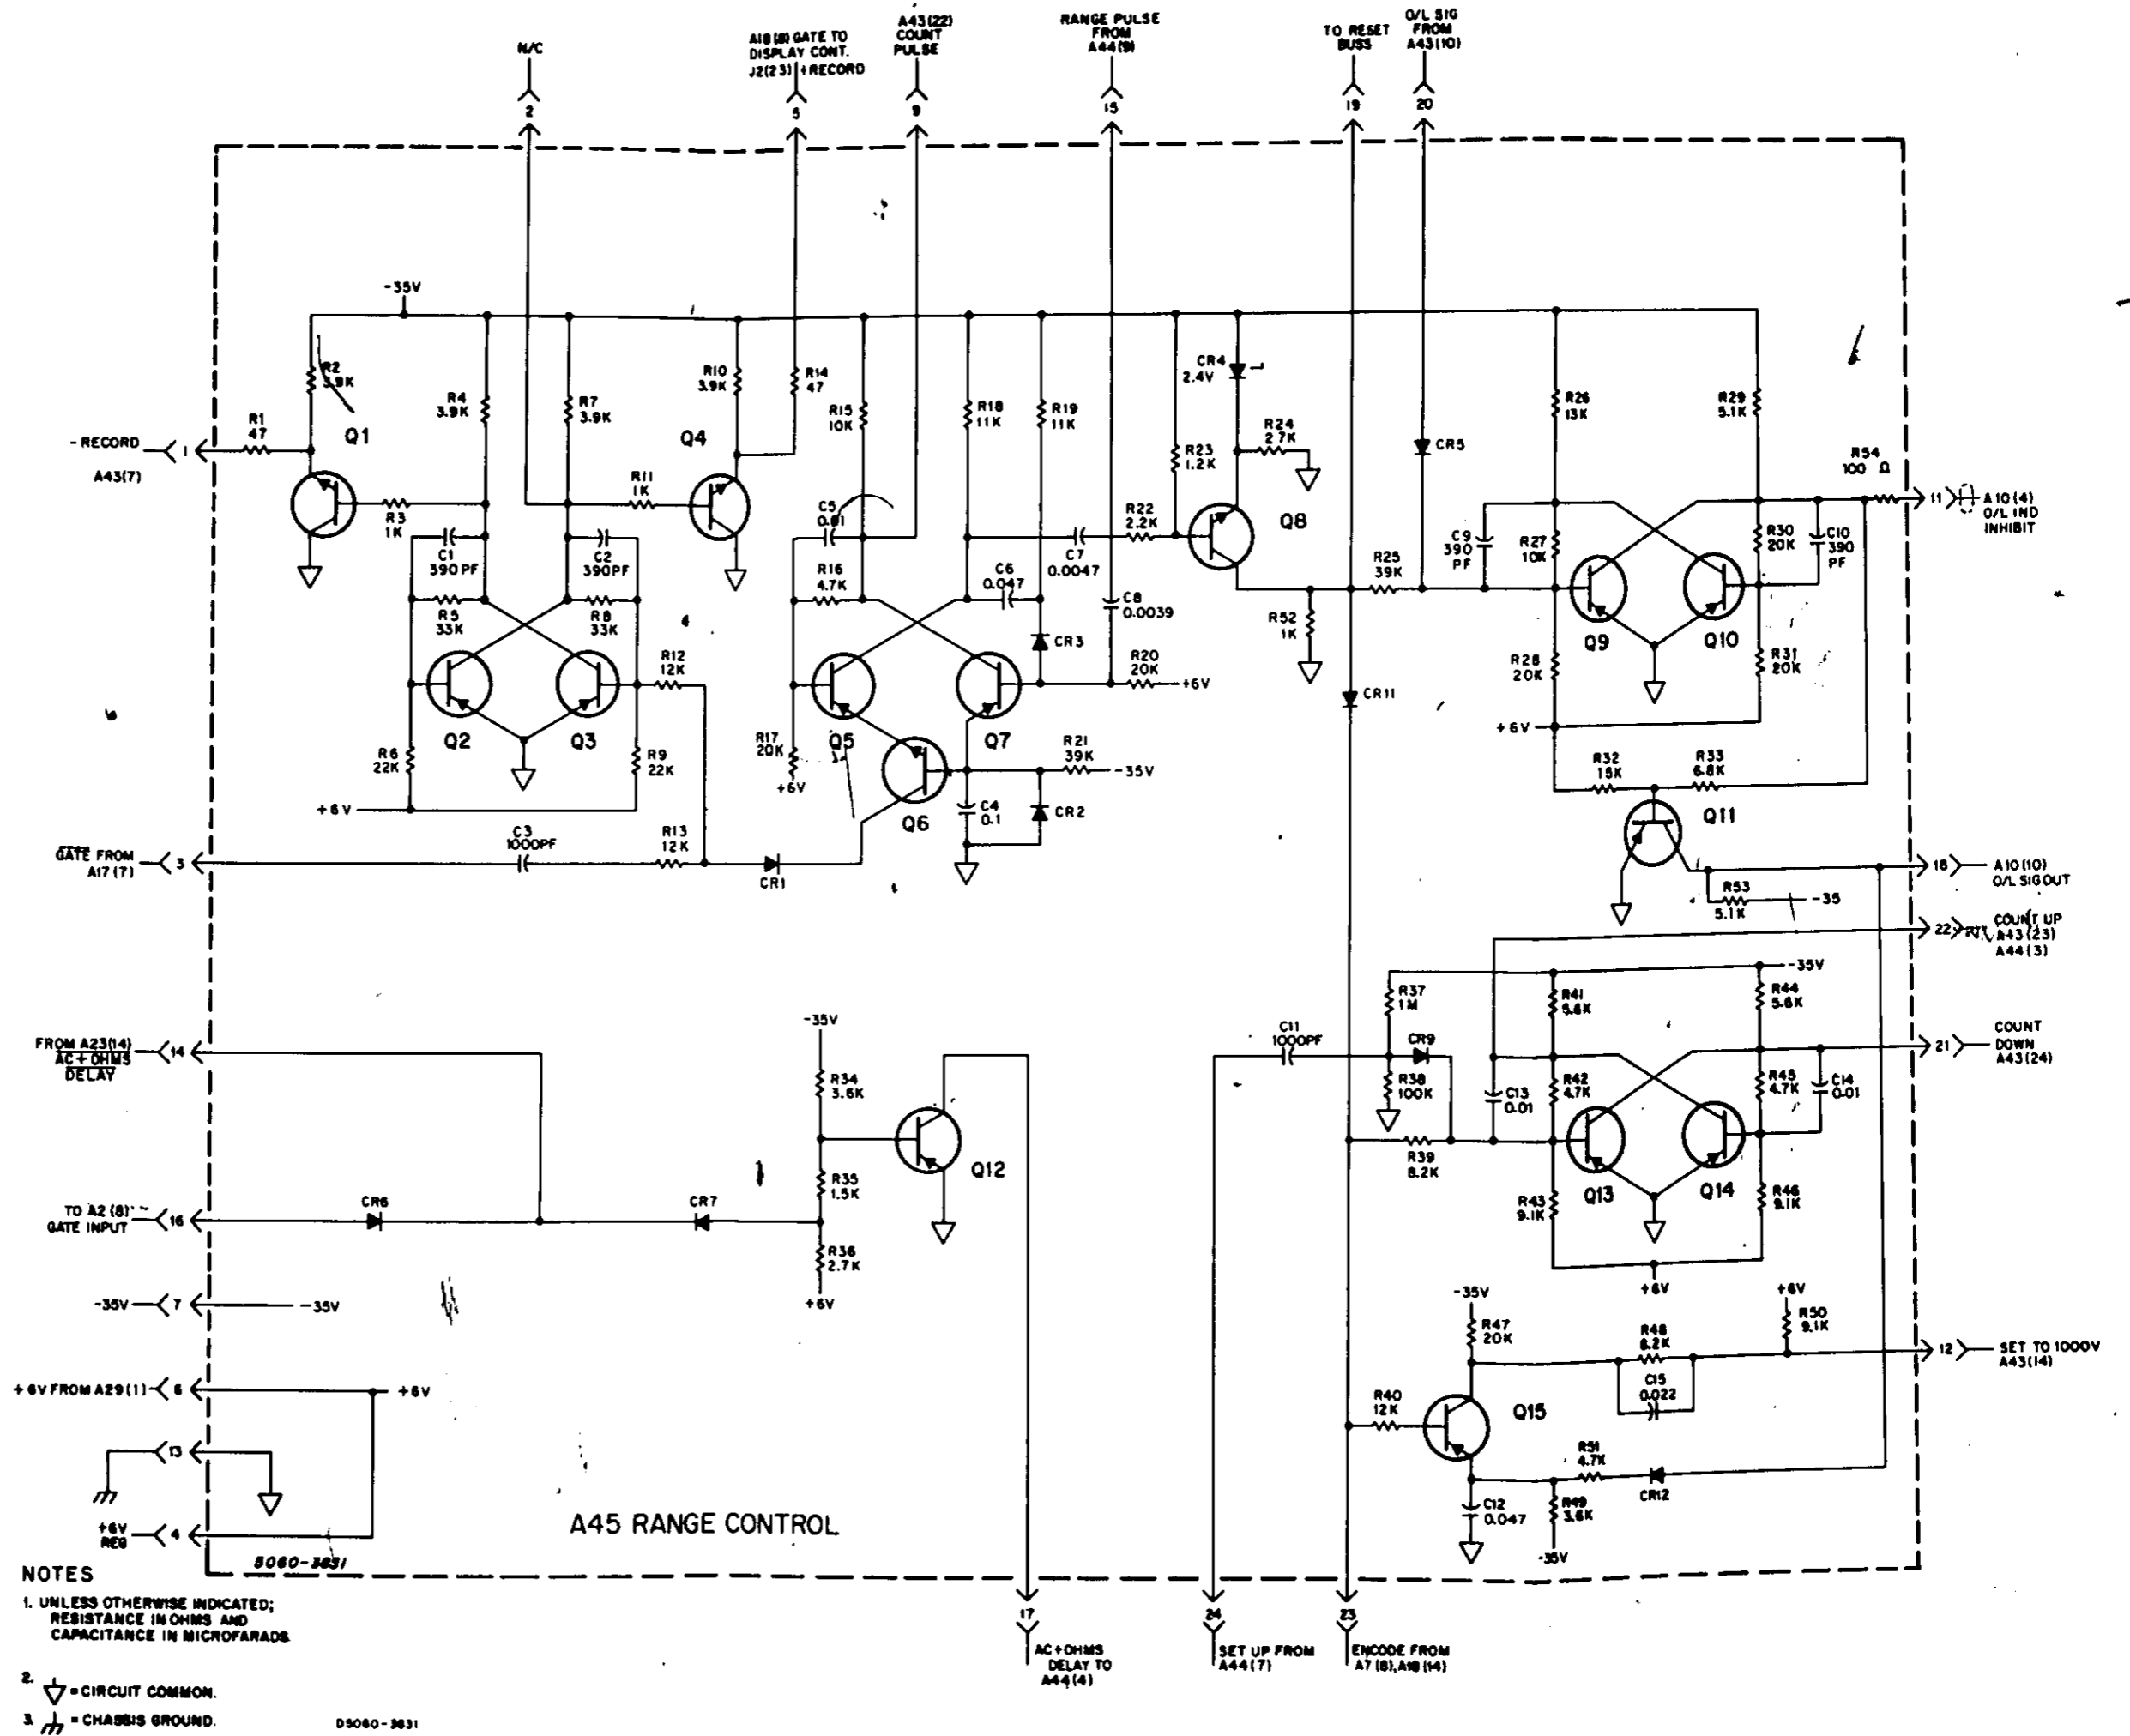 N/C
A18(8) GATE TO
DISPLAY CONT.
J2(23) + RECORD
A43(22)
COUNT
PULSE
RANGE PULSE
FROM
A44(9)
TO RESET
BUSS
O/L SIG
FROM
A43(10)
2
5
9
15
19
20
-35V
R2
3.9K
R4
3.9K
R7
3.9K
R10
3.9K
R14
47
R15
10K
R18
11K
R19
11K
CR4
2.4V
R24
27K
R23
1.2K
CR5
R26
13K
R29
5.1K
R54
100 Ω
R1
47
Q1
Q4
- RECORD
1
A43(7)
R3
1K
R11
1K
C5
0.01
R22
2.2K
Q8
11
A10(4)
O/L IND
INHIBIT
C1
390PF
C2
390PF
R16
4.7K
C6
0.047
C7
0.0047
C8
0.0039
R25
39K
C9
390
PF
R27
10K
R30
20K
C10
390
PF
R5
33K
R8
33K
R52
1K
Q9
Q10
R12
12K
CR3
R20
20K
+6V
CR11
R28
20K
R31
20K
Q2
Q3
R6
22K
R9
22K
R17
20K
+6V
Q5
Q7
R21
39K
-35V
+6V
R32
15K
R33
6.8K
+6V
Q6
C4
0.1
CR2
Q11
GATE FROM
A17(7)
3
C3
1000PF
R13
12K
CR1
18
A10(10)
O/L SIG OUT
R53
5.1K
-35
22
COUNT UP
A43(23)
A44(3)
-35V
FROM A23(14)
AC+OHMS
DELAY
14
-35V
R34
3.6K
C11
1000PF
R37
1M
CR9
R38
100K
R41
5.6K
R44
5.6K
21
COUNT
DOWN
A43(24)
C13
0.01
R42
4.7K
R45
4.7K
C14
0.01
R35
1.5K
Q12
R39
8.2K
Q13
Q14
TO A2(8)
GATE INPUT
16
CR6
CR7
R36
2.7K
+6V
R43
9.1K
R46
9.1K
+6V
-35V
7
-35V
-35V
R47
20K
R48
8.2K
+6V
R50
9.1K
12
SET TO 1000V
A43(14)
+6V FROM A29(1)
6
+6V
R40
12K
Q15
C15
0.022
13
R51
4.7K
CR12
C12
0.047
R49
3.6K
-35V
+6V
REG
4
A45 RANGE CONTROL
5060-3631
17
AC+OHMS
DELAY TO
A44(4)
24
SET UP FROM
A44(7)
23
ENCODE FROM
A7(8), A18(14)
NOTES
1. UNLESS OTHERWISE INDICATED;
RESISTANCE IN OHMS AND
CAPACITANCE IN MICROFARADS
2. = CIRCUIT COMMON.
3. = CHASSIS GROUND.
D5060-3631